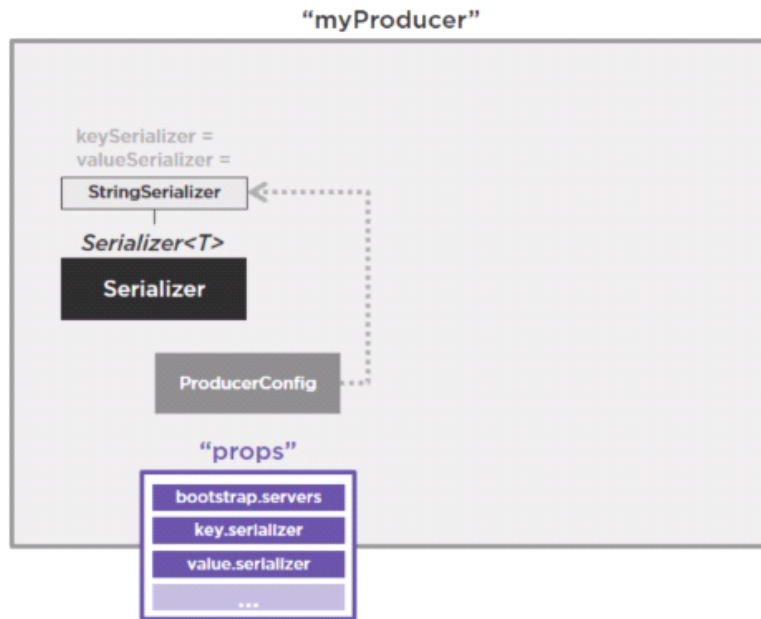 “myProducer”
keySerializer =
valueSerializer =
StringSerializer
Serializer<T>
Serializer
ProducerConfig
“props”
bootstrap.servers
key.serializer
value.serializer
...